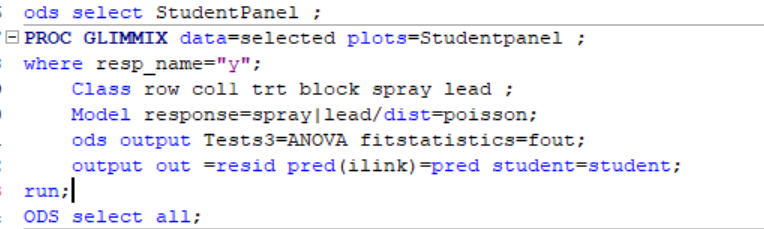 ods select StudentPanel ;
PROC GLIMMIX data=selected plots=Studentpanel ;
where resp_name="y";
Class row coll trt block spray lead ;
Model response=spray|lead/dist=poisson;
ods output Tests3=ANOVA fitstatistics=fout;
output out =resid pred(ilink)=pred student=student;
run;
ODS select all;